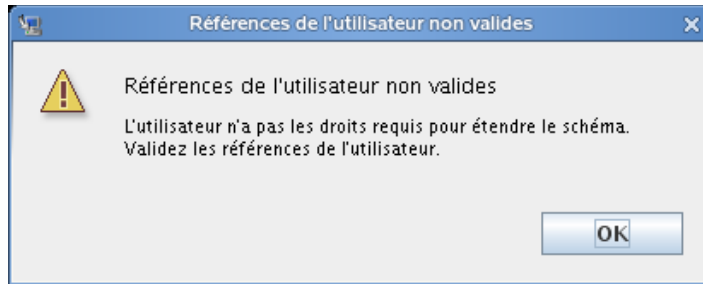 Références de l'utilisateur non valides
Références de l'utilisateur non valides
L'utilisateur n'a pas les droits requis pour étendre le schéma.
Validez les références de l'utilisateur.
OK